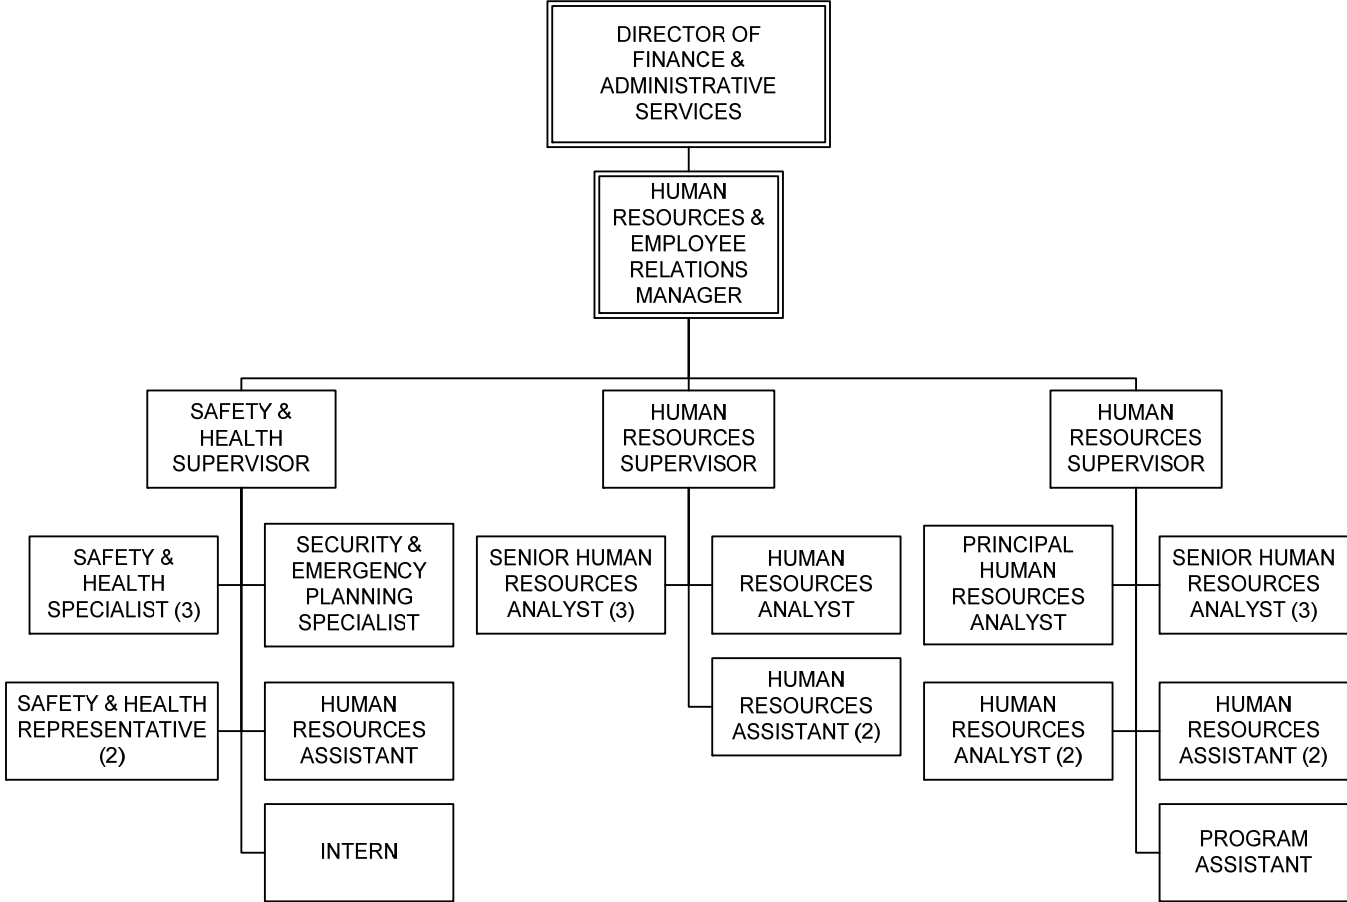 DIRECTOR OF
FINANCE &
ADMINISTRATIVE
SERVICES
HUMAN
RESOURCES &
EMPLOYEE
RELATIONS
MANAGER
SAFETY &
HEALTH
SUPERVISOR
HUMAN
RESOURCES
SUPERVISOR
HUMAN
RESOURCES
SUPERVISOR
SAFETY &
HEALTH
SPECIALIST (3)
SECURITY &
EMERGENCY
PLANNING
SPECIALIST
SENIOR HUMAN
RESOURCES
ANALYST (3)
HUMAN
RESOURCES
ANALYST
PRINCIPAL
HUMAN
RESOURCES
ANALYST
SENIOR HUMAN
RESOURCES
ANALYST (3)
SAFETY & HEALTH
REPRESENTATIVE
(2)
HUMAN
RESOURCES
ASSISTANT
HUMAN
RESOURCES
ASSISTANT (2)
HUMAN
RESOURCES
ANALYST (2)
HUMAN
RESOURCES
ASSISTANT (2)
INTERN
PROGRAM
ASSISTANT